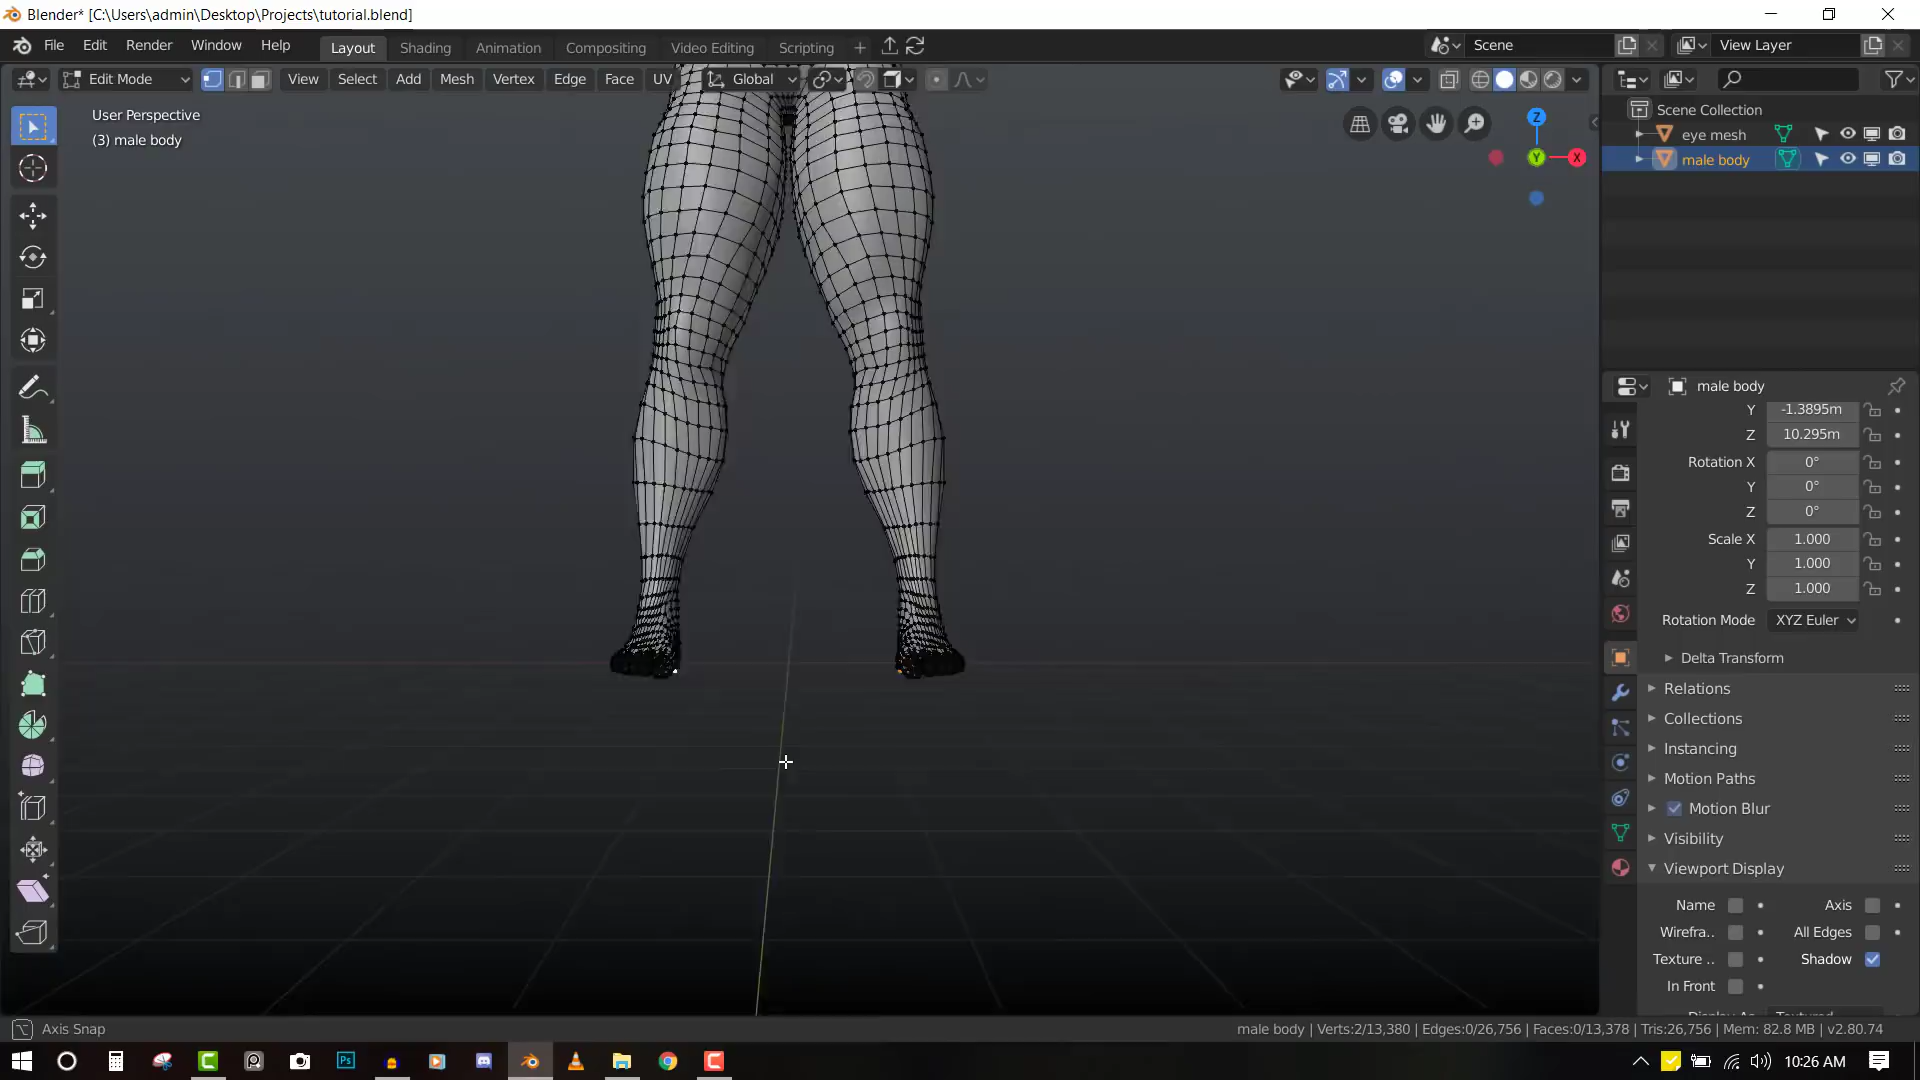 Blender* [C:\Users\admin\Desktop\Projects\tutorial.blend]
File Edit Render Window Help Layout Shading Animation Compositing Video Editing Scripting Scene View Layer
Edit Mode View Select Add Mesh Vertex Edge Face UV Global
User Perspective
(3) male body
Z
X
Y
Scene Collection
eye mesh
male body
male body
Y -1.3895m
Z 10.295m
Rotation X 0°
Y 0°
Z 0°
Scale X 1.000
Y 1.000
Z 1.000
Rotation Mode XYZ Euler
Delta Transform
Relations
Collections
Instancing
Motion Paths
Motion Blur
Visibility
Viewport Display
Name Axis
Wirefra.. All Edges
Texture .. Shadow
In Front
Display As Textured
Axis Snap
male body | Verts:2/13,380 | Edges:0/26,756 | Faces:0/13,378 | Tris:26,756 | Mem: 82.8 MB | v2.80.74
Ps
10:26 AM